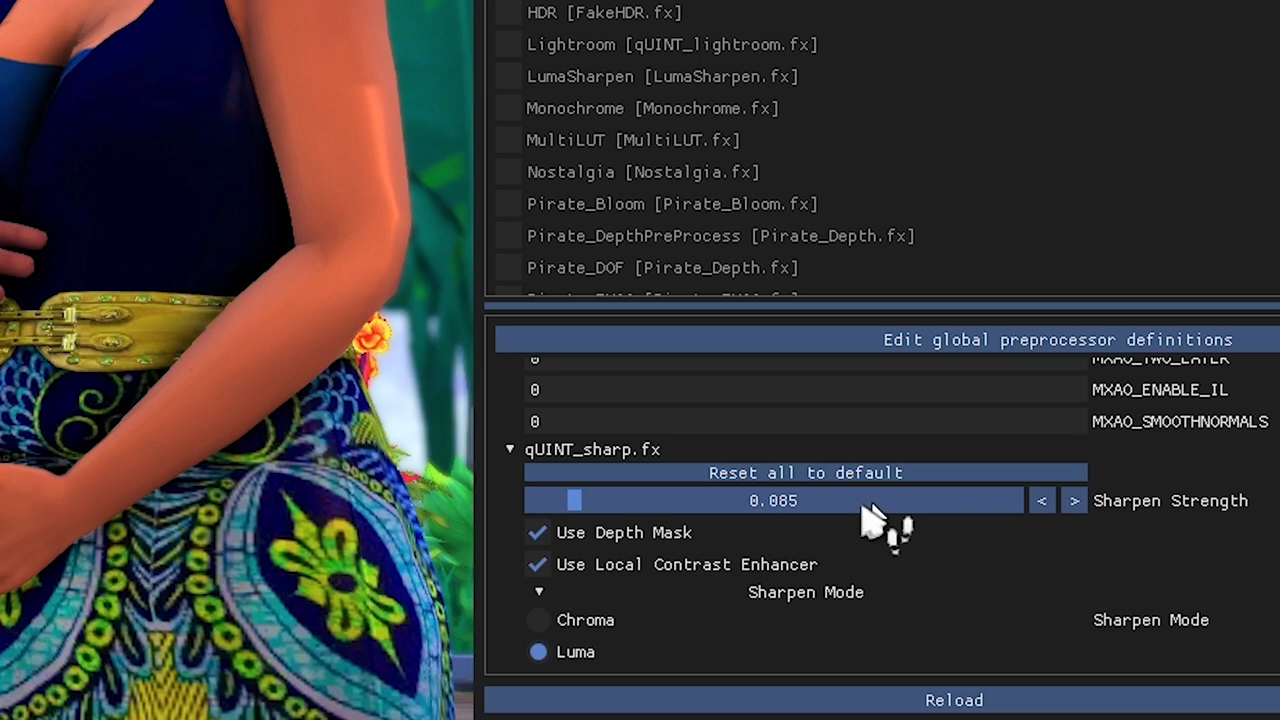 HDR [FakeHDR.fx]
Lightroom [qUINT_lightroom.fx]
LumaSharpen [LumaSharpen.fx]
Monochrome [Monochrome.fx]
MultiLUT [MultiLUT.fx]
Nostalgia [Nostalgia.fx]
Pirate_Bloom [Pirate_Bloom.fx]
Pirate_DepthPreProcess [Pirate_Depth.fx]
Pirate_DOF [Pirate_Depth.fx]
Edit global preprocessor definitions
0 MXAO_TWO_LAYER
0 MXAO_ENABLE_IL
0 MXAO_SMOOTHNORMALS
qUINT_sharp.fx
Reset all to default
0.085 < > Sharpen Strength
Use Depth Mask
Use Local Contrast Enhancer
Sharpen Mode
Chroma Sharpen Mode
Luma
Reload